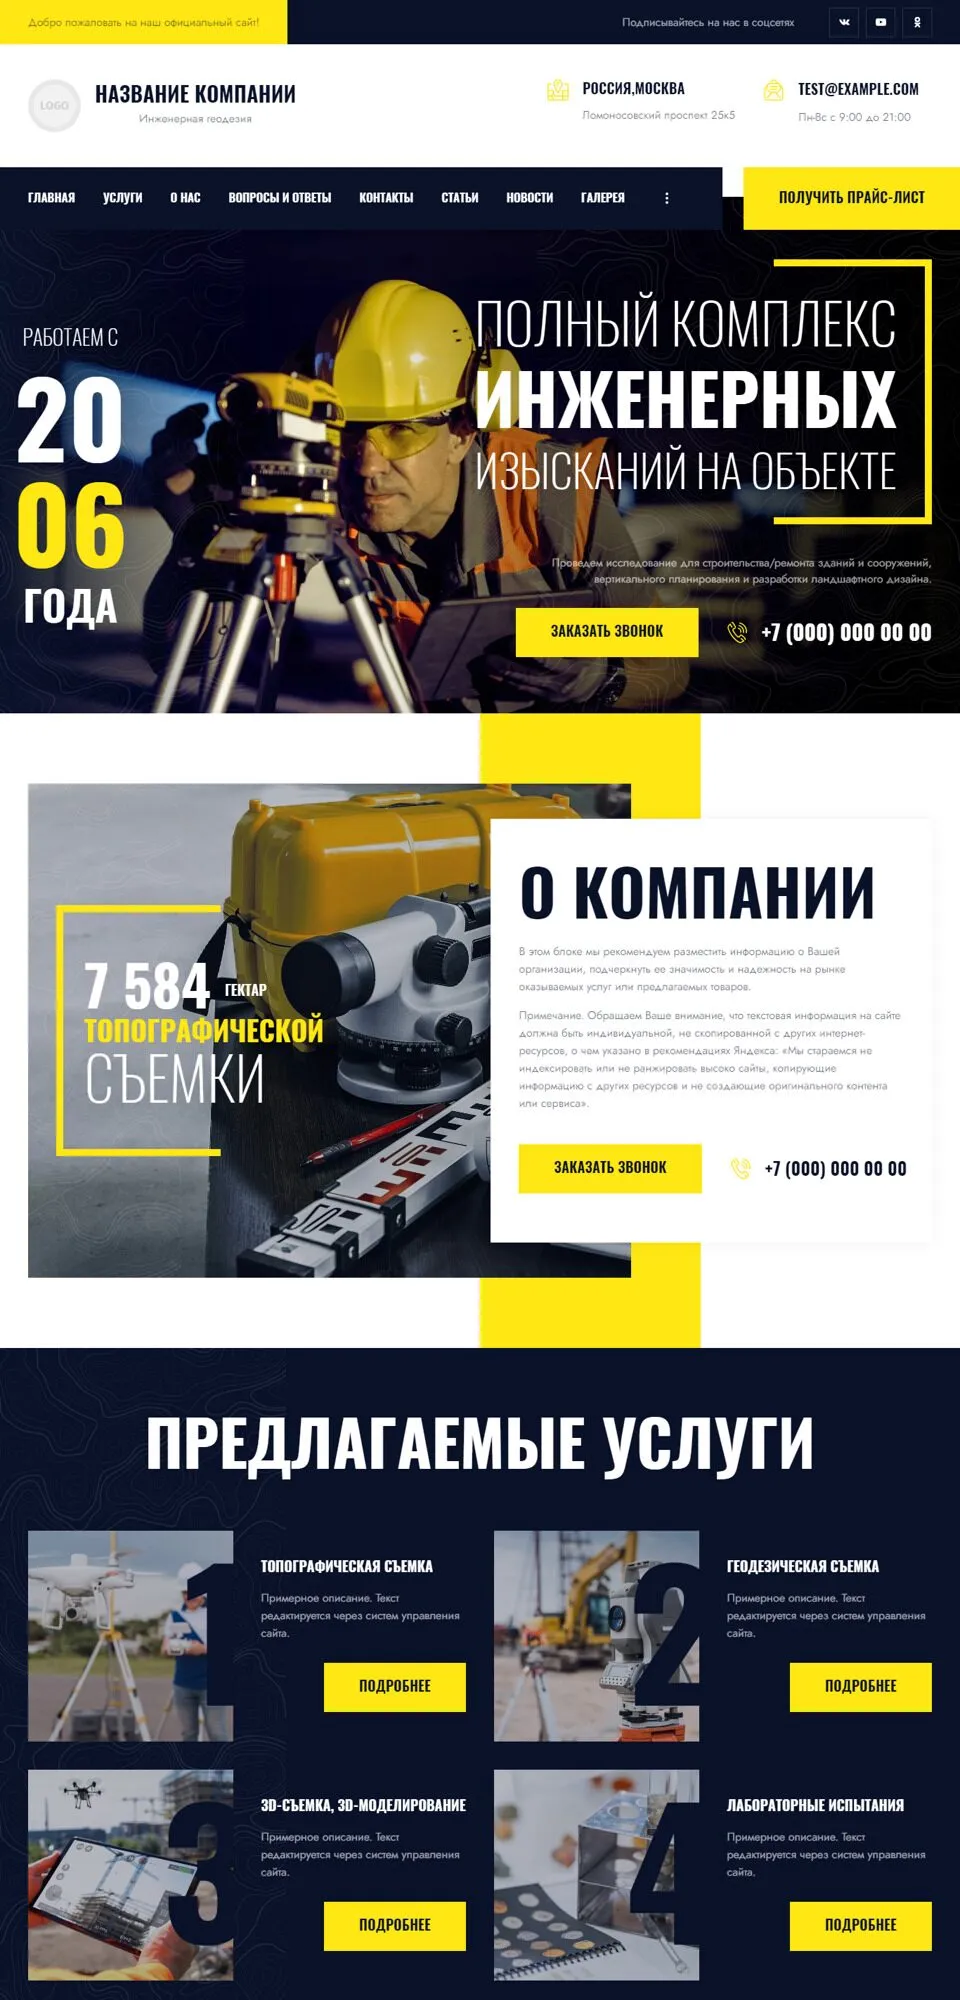 Добро пожаловать на наш официальный сайт!
Подписывайтесь на нас в соцсетях
LOGO
НАЗВАНИЕ КОМПАНИИ
Инженерная геодезия
РОССИЯ,МОСКВА
Ломоносовский проспект 25к5
TEST@EXAMPLE.COM
Пн-Вс с 9:00 до 21:00
ГЛАВНАЯ УСЛУГИ О НАС ВОПРОСЫ И ОТВЕТЫ КОНТАКТЫ СТАТЬИ НОВОСТИ ГАЛЕРЕЯ
ПОЛУЧИТЬ ПРАЙС-ЛИСТ
РАБОТАЕМ С
20
06
ГОДА
ПОЛНЫЙ КОМПЛЕКС
ИНЖЕНЕРНЫХ
ИЗЫСКАНИЙ НА ОБЪЕКТЕ
Проведем исследование для строительства/ремонта зданий и сооружений,
вертикального планирования и разработки ландшафтного дизайна.
ЗАКАЗАТЬ ЗВОНОК
+7 (000) 000 00 00
7 584 ГЕКТАР
ТОПОГРАФИЧЕСКОЙ
СЪЕМКИ
О КОМПАНИИ
В этом блоке мы рекомендуем разместить информацию о Вашей
организации, подчеркнуть ее значимость и надежность на рынке
оказываемых услуг или предлагаемых товаров.
Примечание. Обращаем Ваше внимание, что текстовая информация на сайте
должна быть индивидуальной, не скопированной с других интернет-
ресурсов, о чем указано в рекомендациях Яндекса: «Мы стараемся не
индексировать или не ранжировать высоко сайты, копирующие
информацию с других ресурсов и не создающие оригинального контента
или сервиса».
ЗАКАЗАТЬ ЗВОНОК
+7 (000) 000 00 00
ПРЕДЛАГАЕМЫЕ УСЛУГИ
1
ТОПОГРАФИЧЕСКАЯ СЪЕМКА
Примерное описание. Текст
редактируется через систем управления
сайта.
ПОДРОБНЕЕ
2
ГЕОДЕЗИЧЕСКАЯ СЪЕМКА
Примерное описание. Текст
редактируется через систем управления
сайта.
ПОДРОБНЕЕ
3
3D-СЪЕМКА, 3D-МОДЕЛИРОВАНИЕ
Примерное описание. Текст
редактируется через систем управления
сайта.
ПОДРОБНЕЕ
4
ЛАБОРАТОРНЫЕ ИСПЫТАНИЯ
Примерное описание. Текст
редактируется через систем управления
сайта.
ПОДРОБНЕЕ